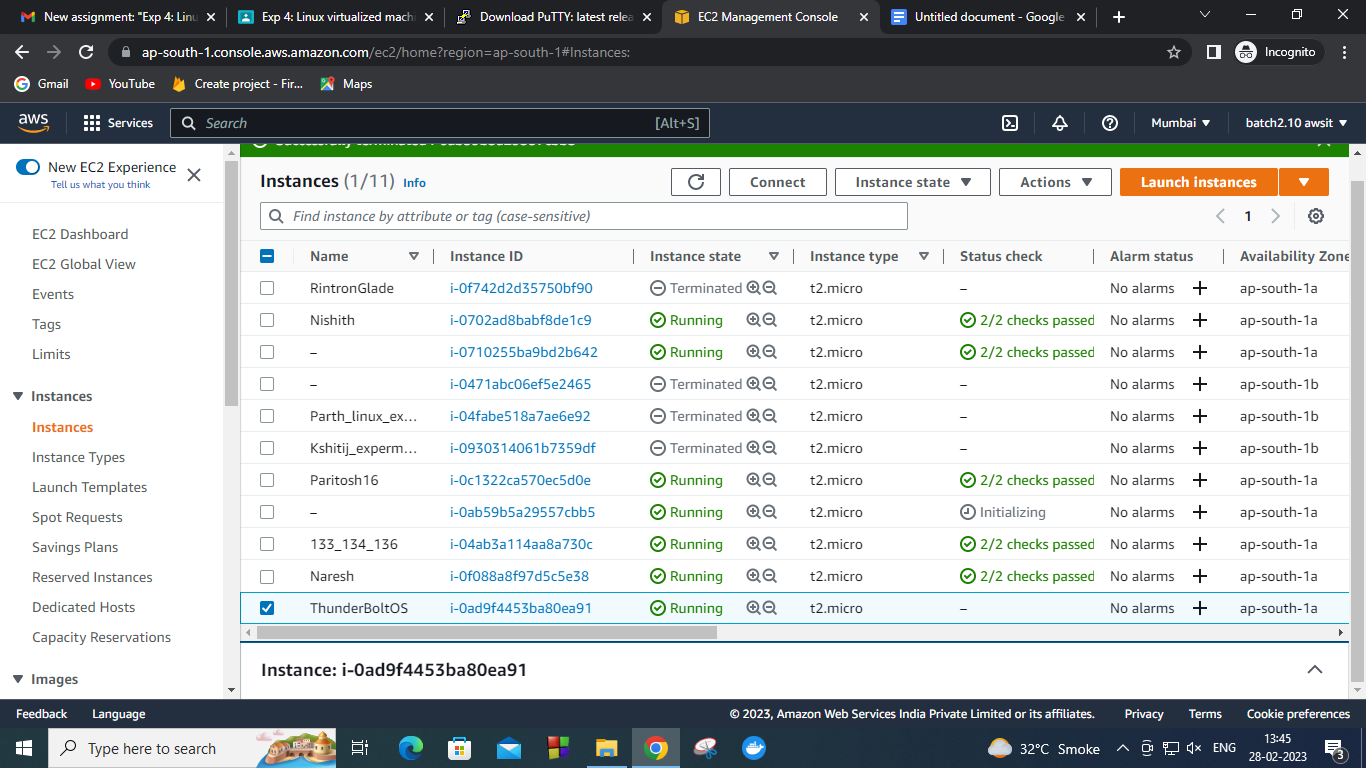 New assignment: "Exp 4: Linu
Exp 4: Linux virtualized mach
Download PuTTY: latest relea
EC2 Management Console
Untitled document - Google
ap-south-1.console.aws.amazon.com/ec2/home?region=ap-south-1#Instances:
Incognito
Gmail
YouTube
Create project - Fir...
Maps
aws
Services
Search
[Alt+S]
Mumbai
batch2.10 awsit
New EC2 Experience
Tell us what you think
EC2 Dashboard
EC2 Global View
Events
Tags
Limits
Instances
Instances
Instance Types
Launch Templates
Spot Requests
Savings Plans
Reserved Instances
Dedicated Hosts
Capacity Reservations
Images
Instances (1/11) Info
Connect
Instance state
Actions
Launch instances
Find instance by attribute or tag (case-sensitive)
1
Name Instance ID Instance state Instance type Status check Alarm status Availability Zone
RintronGlade i-0f742d2d35750bf90 Terminated t2.micro – No alarms + ap-south-1a
Nishith i-0702ad8babf8de1c9 Running t2.micro 2/2 checks passed No alarms + ap-south-1a
– i-0710255ba9bd2b642 Running t2.micro 2/2 checks passed No alarms + ap-south-1a
– i-0471abc06ef5e2465 Terminated t2.micro – No alarms + ap-south-1b
Parth_linux_ex... i-04fabe518a7ae6e92 Terminated t2.micro – No alarms + ap-south-1b
Kshitij_experm... i-0930314061b7359df Terminated t2.micro – No alarms + ap-south-1b
Paritosh16 i-0c1322ca570ec5d0e Running t2.micro 2/2 checks passed No alarms + ap-south-1a
– i-0ab59b5a29557cbb5 Running t2.micro Initializing No alarms + ap-south-1a
133_134_136 i-04ab3a114aa8a730c Running t2.micro 2/2 checks passed No alarms + ap-south-1a
Naresh i-0f088a8f97d5c5e38 Running t2.micro 2/2 checks passed No alarms + ap-south-1a
ThunderBoltOS i-0ad9f4453ba80ea91 Running t2.micro – No alarms + ap-south-1a
Instance: i-0ad9f4453ba80ea91
Feedback
Language
© 2023, Amazon Web Services India Private Limited or its affiliates.
Privacy
Terms
Cookie preferences
Type here to search
32°C Smoke
ENG
13:45
28-02-2023
3